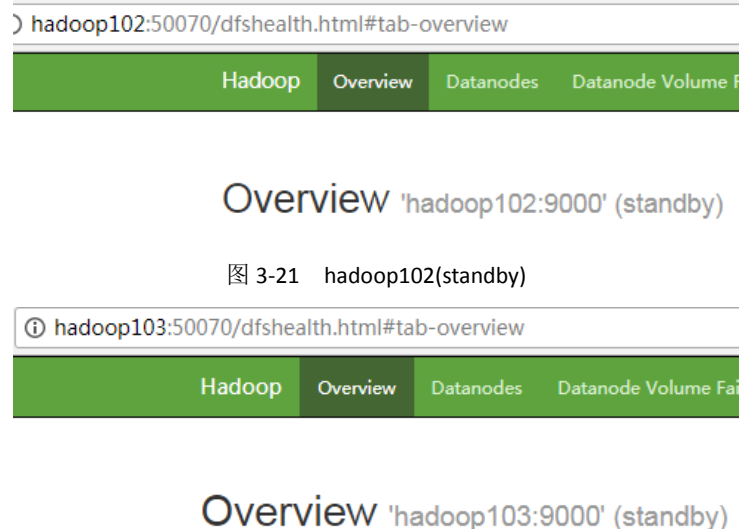 hadoop102:50070/dfshealth.html#tab-overview
Hadoop Overview Datanodes Datanode Volume F
Overview 'hadoop102:9000' (standby)
图 3-21 hadoop102(standby)
hadoop103:50070/dfshealth.html#tab-overview
Hadoop Overview Datanodes Datanode Volume Fai
Overview 'hadoop103:9000' (standby)